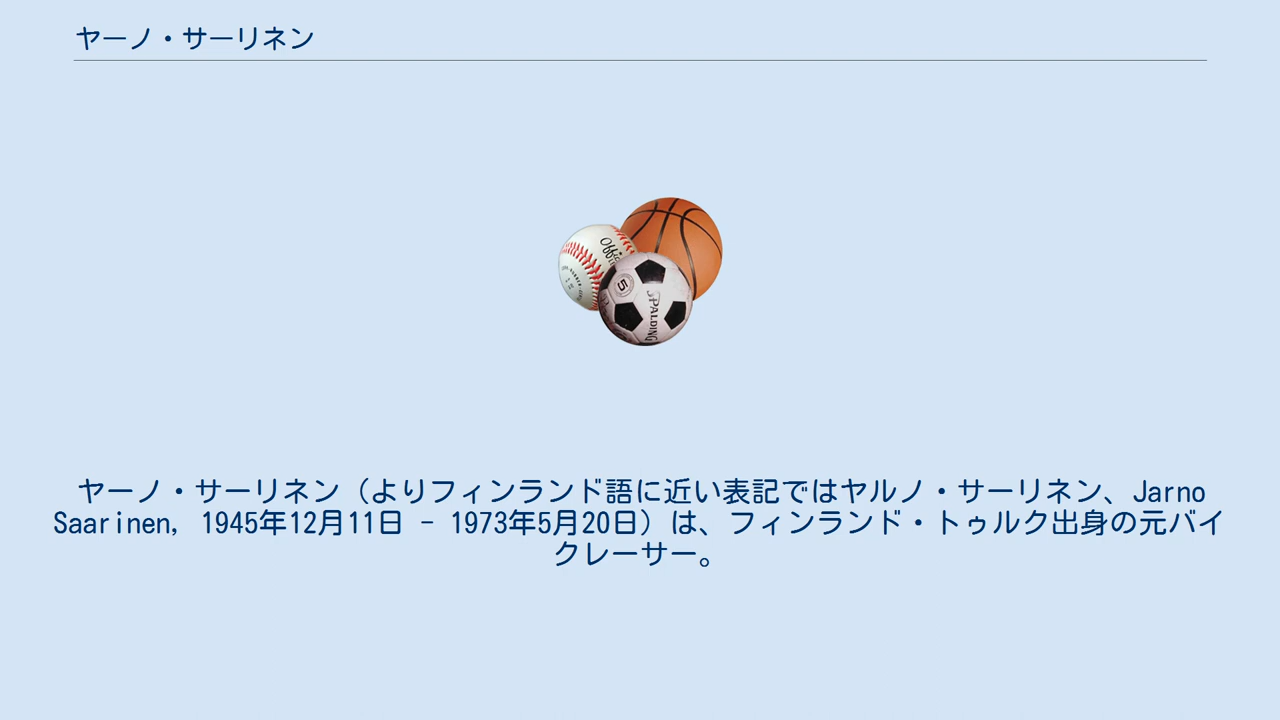 ヤーノ・サーリネン
Offi
5
SPALDING
ヤーノ・サーリネン（よりフィンランド語に近い表記ではヤルノ・サーリネン、Jarno
Saarinen, 1945年12月11日 - 1973年5月20日）は、フィンランド・トゥルク出身の元バイ
クレーサー。